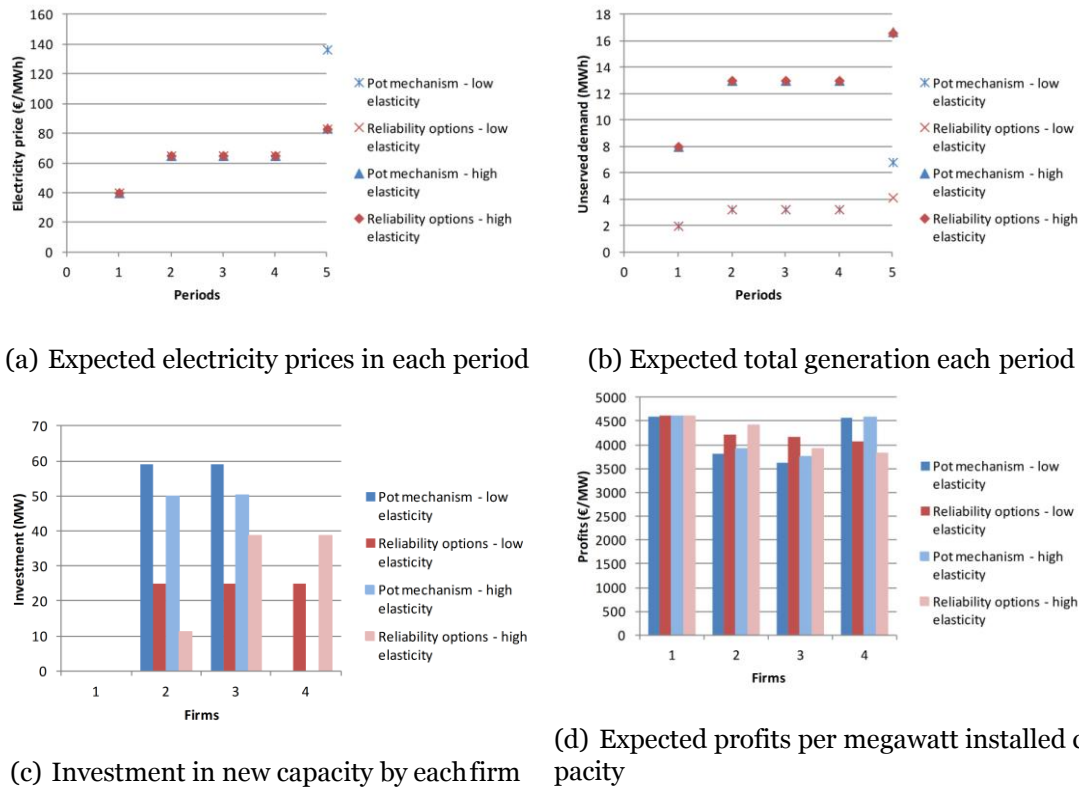 160
140
120
100
80
60
40
20
0
Electricity price (€/MWh)
0 1 2 3 4 5
Periods
Pot mechanism - low
elasticity
Reliability options - low
elasticity
Pot mechanism - high
elasticity
Reliability options - high
elasticity
(a) Expected electricity prices in each period
18
16
14
12
10
8
6
4
2
0
Unserved demand (MWh)
0 1 2 3 4 5
Periods
Pot mechanism - low
elasticity
Reliability options - low
elasticity
Pot mechanism - high
elasticity
Reliability options - high
elasticity
(b) Expected total generation each period
70
60
50
40
30
20
10
0
Investment (MW)
1 2 3 4
Firms
Pot mechanism - low
elasticity
Reliability options - low
elasticity
Pot mechanism - high
elasticity
Reliability options - high
elasticity
(c) Investment in new capacity by each firm
5000
4500
4000
3500
3000
2500
2000
1500
1000
500
0
Profits (€/MW)
1 2 3 4
Firms
Pot mechanism - low
elasticity
Reliability options - low
elasticity
Pot mechanism - high
elasticity
Reliability options - high
elasticity
(d) Expected profits per megawatt installed
pacity